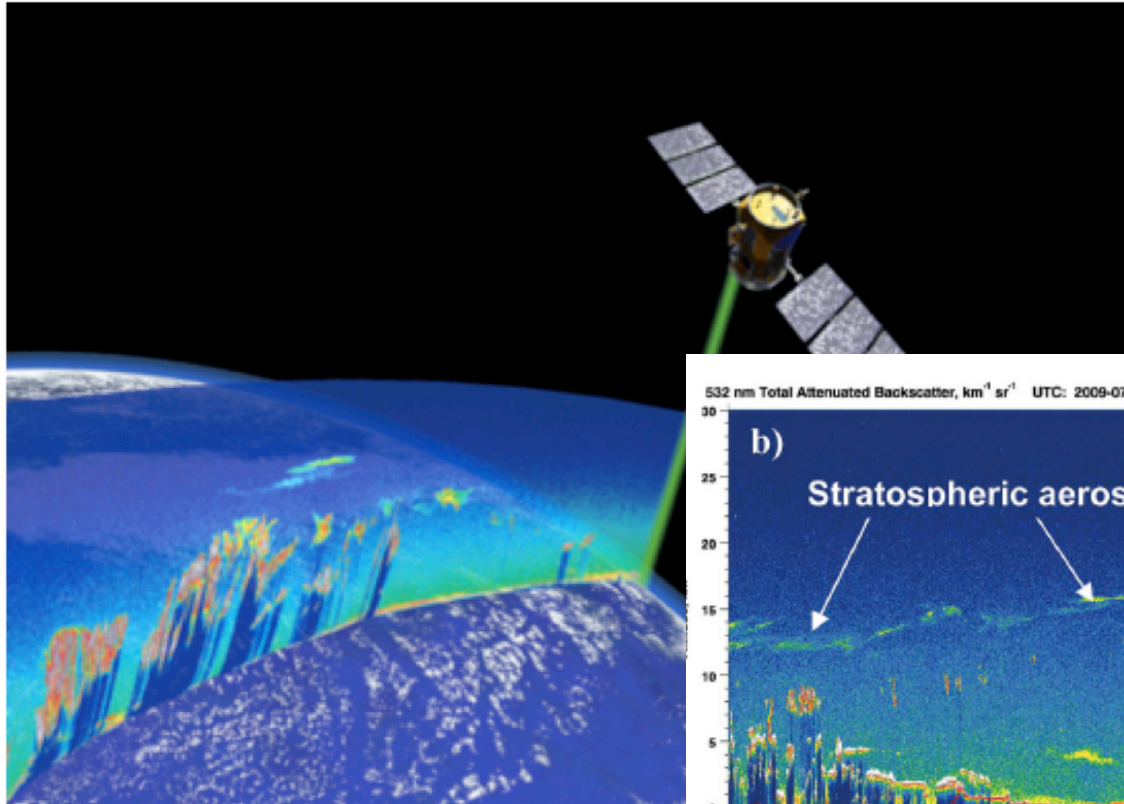 532 nm Total Attenuated Backscatter, km⁻¹ sr⁻¹ UTC: 2009-07
30
b)
25
Stratospheric aeros
20
15
10
5